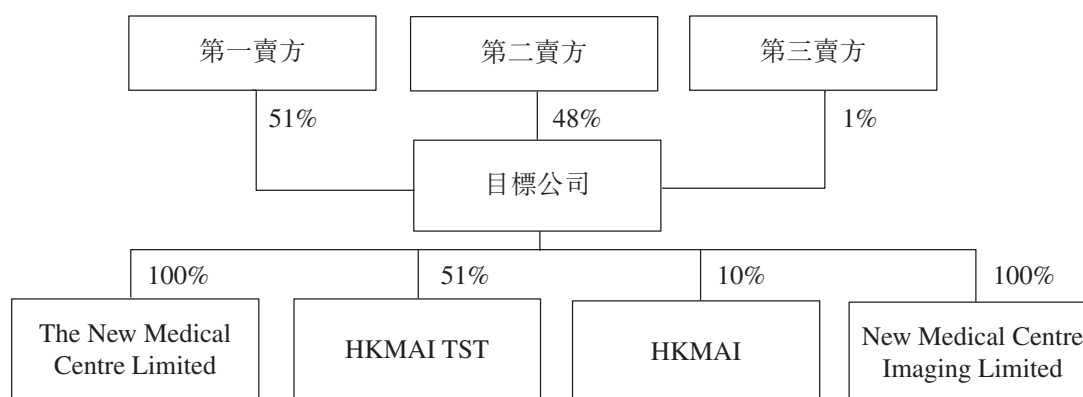 第一賣方
第二賣方
第三賣方
51%
48%
1%
目標公司
100%
51%
10%
100%
The New Medical
Centre Limited
HKMAI TST
HKMAI
New Medical Centre
Imaging Limited